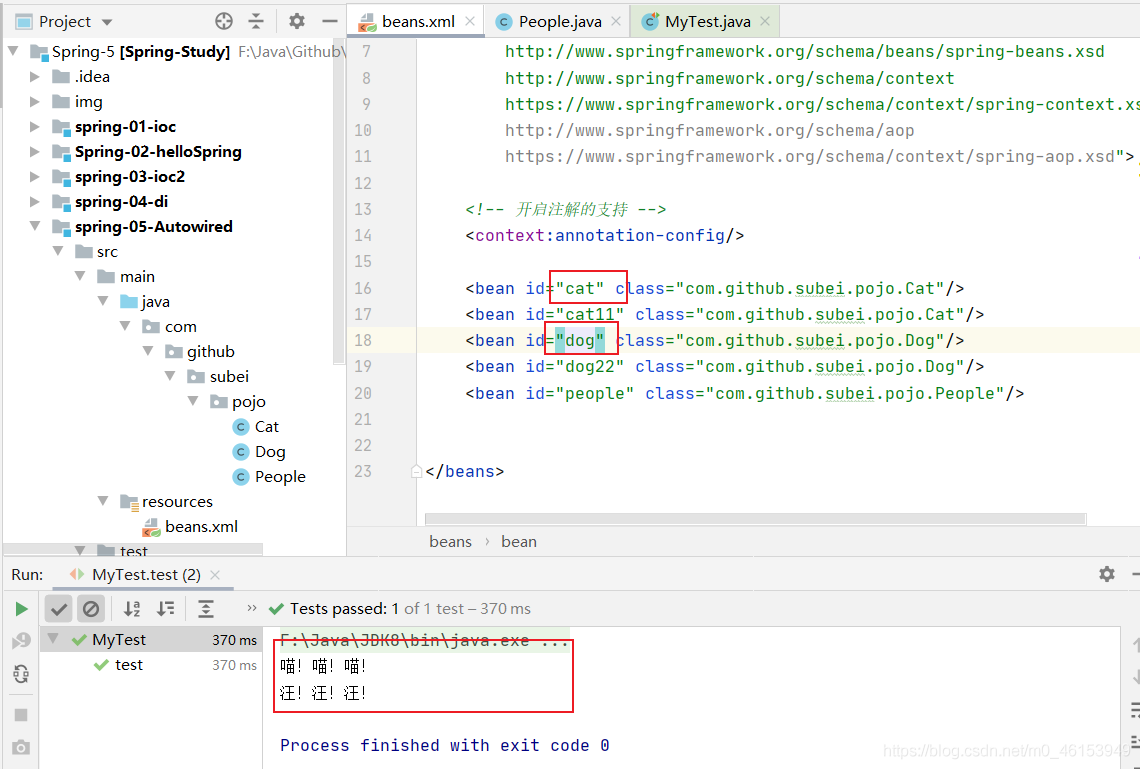 Project
beans.xml
People.java
MyTest.java
Spring-5 [Spring-Study] F:\Java\Github\
.idea
img
spring-01-ioc
Spring-02-helloSpring
spring-03-ioc2
spring-04-di
spring-05-Autowired
src
main
java
com
github
subei
pojo
Cat
Dog
People
resources
beans.xml
test
7 http://www.springframework.org/schema/beans/spring-beans.xsd
8 http://www.springframework.org/schema/context
9 https://www.springframework.org/schema/context/spring-context.xs
10 http://www.springframework.org/schema/aop
11 https://www.springframework.org/schema/context/spring-aop.xsd">
12
13 <!-- 开启注解的支持 -->
14 <context:annotation-config/>
15
16 <bean id="cat" class="com.github.subei.pojo.Cat"/>
17 <bean id="cat11" class="com.github.subei.pojo.Cat"/>
18 <bean id="dog" class="com.github.subei.pojo.Dog"/>
19 <bean id="dog22" class="com.github.subei.pojo.Dog"/>
20 <bean id="people" class="com.github.subei.pojo.People"/>
21
22
23 </beans>
beans › bean
Run: MyTest.test (2)
Tests passed: 1 of 1 test – 370 ms
MyTest 370 ms
test 370 ms
F:\Java\JDK8\bin\java.exe ...
喵! 喵! 喵!
汪! 汪! 汪!
Process finished with exit code 0
https://blog.csdn.net/m0_46153949